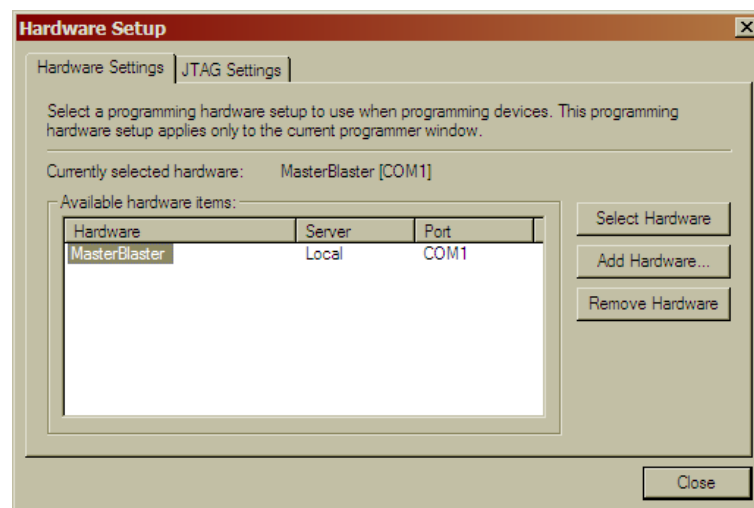 Hardware Setup
Hardware Settings JTAG Settings
Select a programming hardware setup to use when programming devices. This programming
hardware setup applies only to the current programmer window.
Currently selected hardware: MasterBlaster [COM1]
Available hardware items:
Hardware Server Port
MasterBlaster Local COM1
Select Hardware
Add Hardware...
Remove Hardware
Close